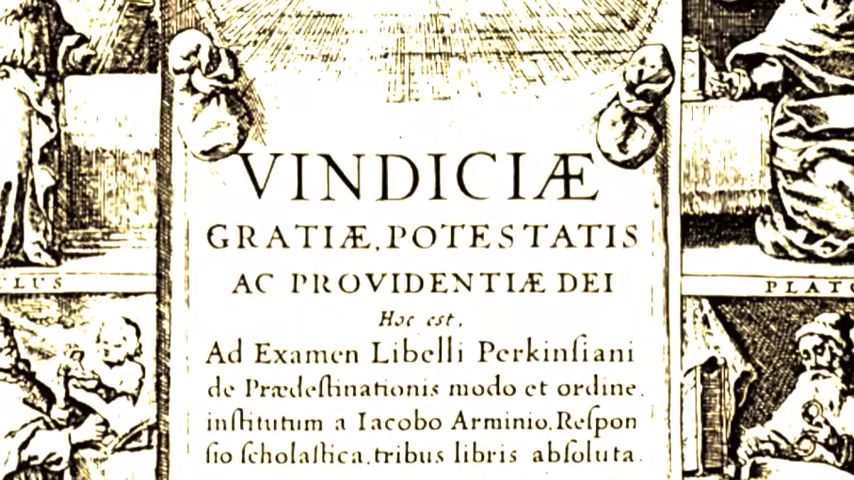 VINDICIÆ
GRATIÆ, POTESTATIS
AC PROVIDENTIÆ DEI
Hoc est,
Ad Examen Libelli Perkinſiani
de Prædeſtinationis modo et ordine,
inſtitutum a Iacobo Arminio, Reſpon
ſio ſcholaſtica, tribus libris abſoluta.
LUS
PLATO